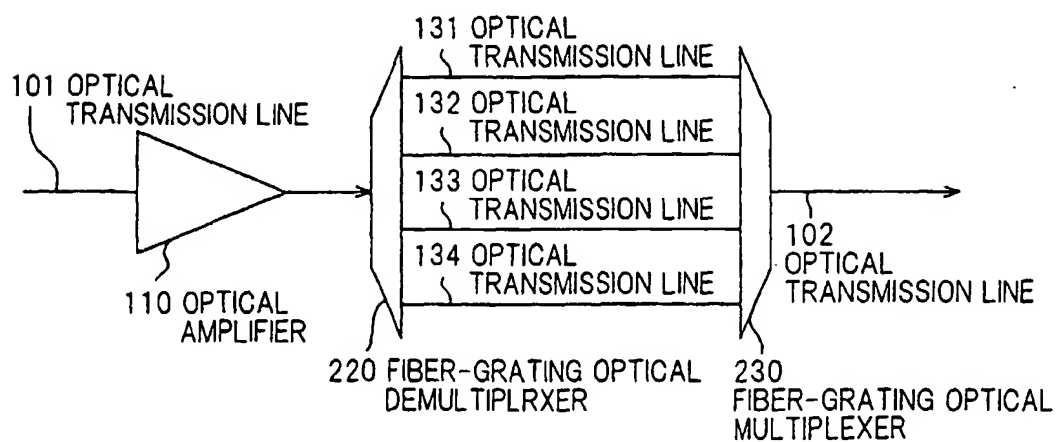 131 OPTICAL
TRANSMISSION LINE
101 OPTICAL
TRANSMISSION LINE
132 OPTICAL
TRANSMISSION LINE
133 OPTICAL
TRANSMISSION LINE
134 OPTICAL
TRANSMISSION LINE
102
OPTICAL
TRANSMISSION LINE
110 OPTICAL
AMPLIFIER
220 FIBER-GRATING OPTICAL
DEMULTIPLRXER
230
FIBER-GRATING OPTICAL
MULTIPLEXER